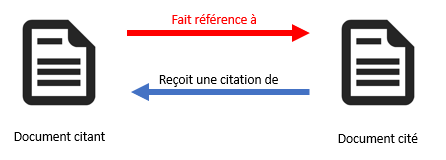 Fait référence à
Reçoit une citation de
Document citant
Document cité